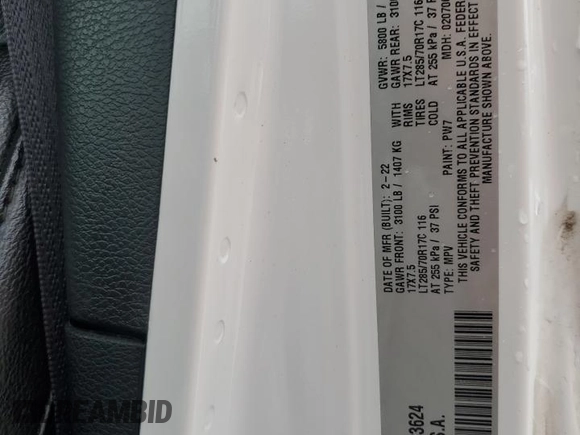 DATE OF MFR (BUILT): 2-22 GVWR: 5800 LB /
GAWR FRONT: 3100 LB / 1407 KG WITH GAWR REAR: 3100
17X7.5 RIMS 17X7.5
LT285/70R17C 116 TIRES LT285/70R17C 116
AT 255 kPa / 37 PSI COLD AT 255 kPa / 37 P
TYPE: MPV PAINT: PW7 MDH: 02070
THIS VEHICLE CONFORMS TO ALL APPLICABLE U.S.A. FEDER
SAFETY AND THEFT PREVENTION STANDARDS IN EFFECT
MANUFACTURE SHOWN ABOVE.
3624
S.A.